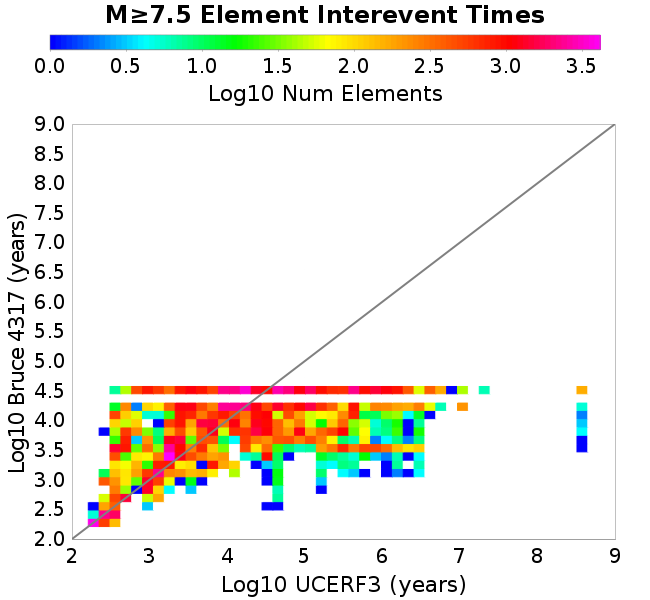 M≥7.5 Element Interevent Times
0.0 0.5 1.0 1.5 2.0 2.5 3.0 3.5
Log10 Num Elements
9.0
8.5
8.0
7.5
7.0
6.5
6.0
5.5
5.0
4.5
4.0
3.5
3.0
2.5
2.0
Log10 Bruce 4317 (years)
2 3 4 5 6 7 8 9
Log10 UCERF3 (years)